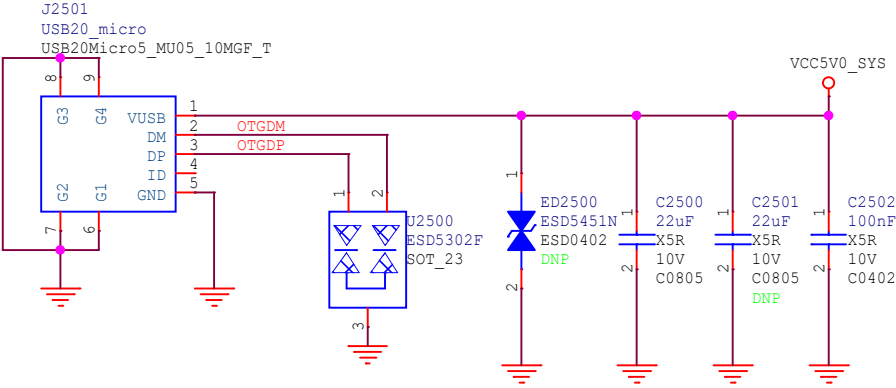 J2501
USB20_micro
USB20Micro5_MU05_10MGF_T
VCC5V0_SYS
8
9
G3
G4
VUSB
1
DM
2
OTGDM
DP
3
OTGDP
ID
4
GND
5
G2
G1
7
6
1
2
U2500
ESD5302F
SOT_23
3
1
ED2500
ESD5451N
ESD0402
DNP
2
1
C2500
22uF
X5R
10V
C0805
2
1
C2501
22uF
X5R
10V
C0805
DNP
2
1
C2502
100nF
X5R
10V
C0402
2